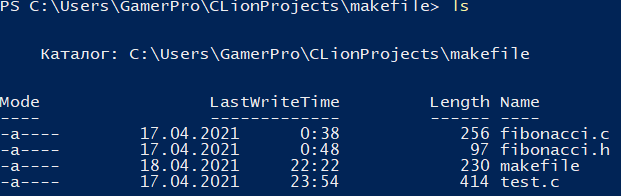 PS C:\Users\GamerPro\CLionProjects\makefile> ls
Каталог: C:\Users\GamerPro\CLionProjects\makefile
Mode LastWriteTime Length Name
---- ------------- ------ ----
-a---- 17.04.2021 0:38 256 fibonacci.c
-a---- 17.04.2021 0:48 97 fibonacci.h
-a---- 18.04.2021 22:22 230 makefile
-a---- 17.04.2021 23:54 414 test.c